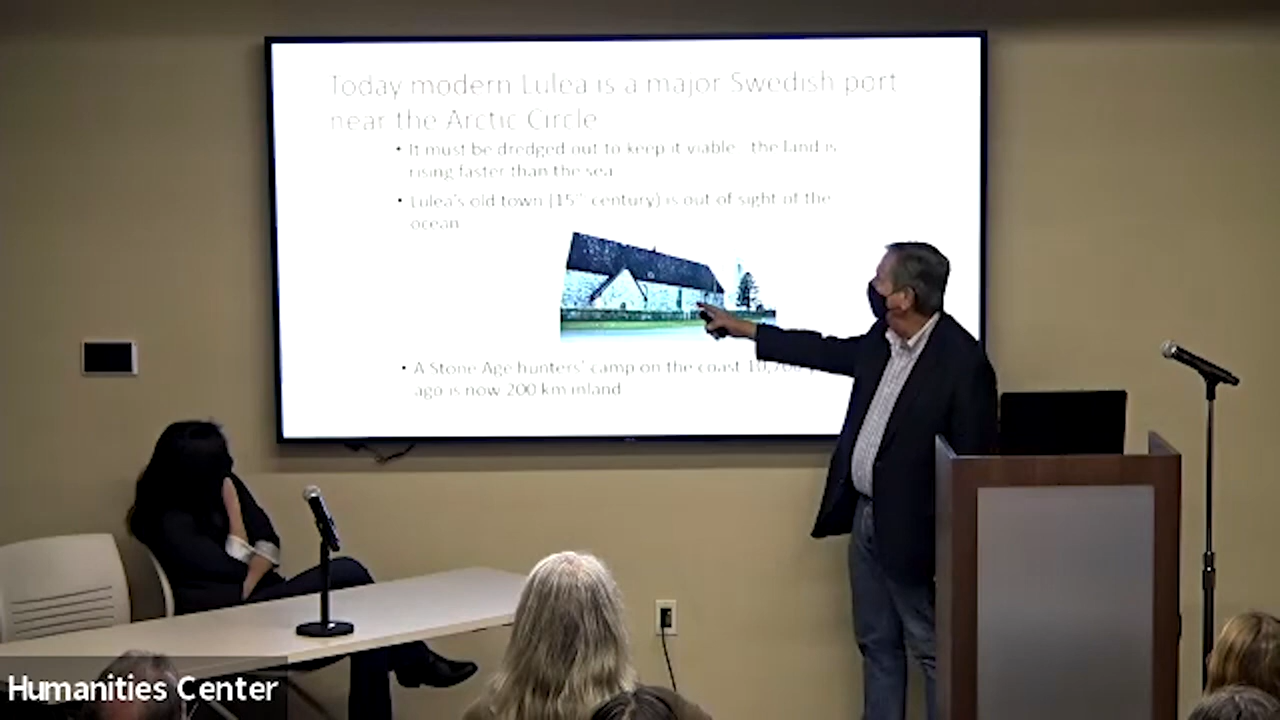 Today modern Lulea is a major Swedish port
near the Arctic Circle
• It must be dredged out to keep it viable - the land is
rising faster than the sea
• Lulea's old town (15th century) is out of sight of the
ocean
• A Stone Age hunters' camp on the coast
ago is now 200 km inland
Humanities Center